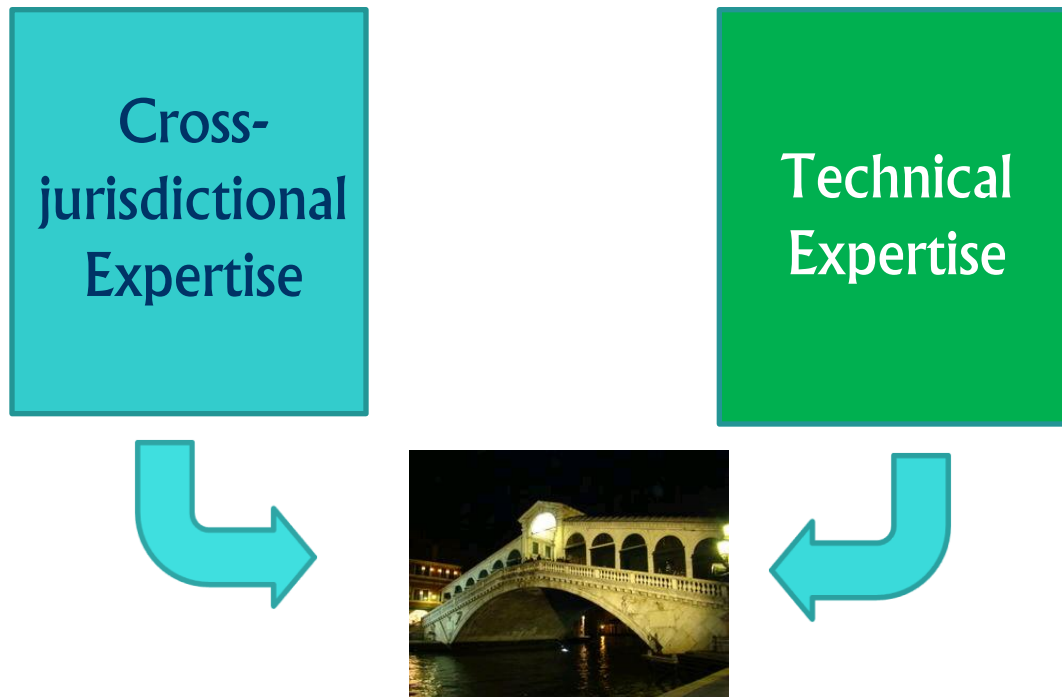 Cross-
jurisdictional
Expertise
Technical
Expertise